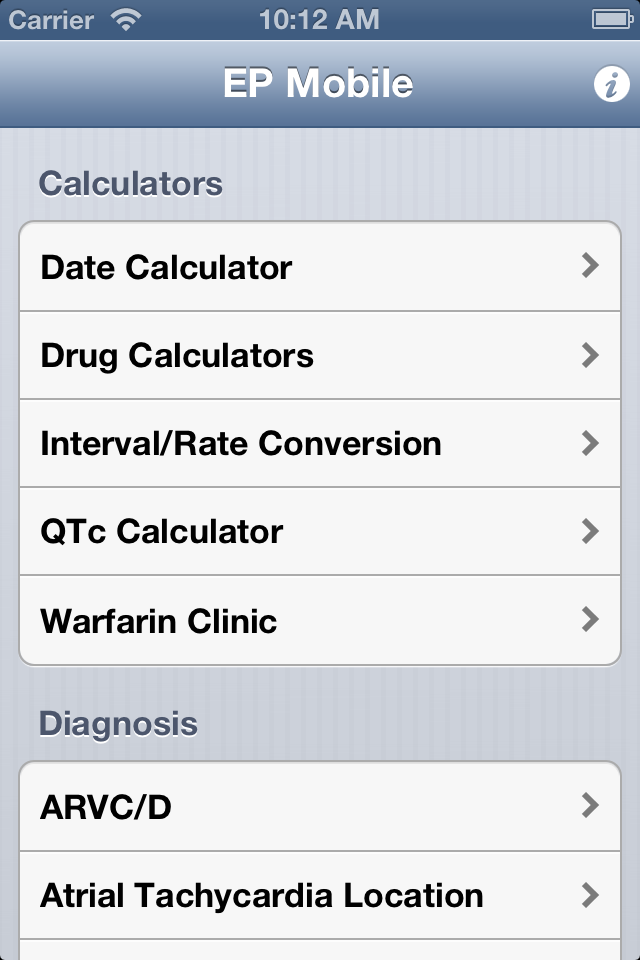 Carrier 10:12 AM
EP Mobile
Calculators
Date Calculator
Drug Calculators
Interval/Rate Conversion
QTc Calculator
Warfarin Clinic
Diagnosis
ARVC/D
Atrial Tachycardia Location